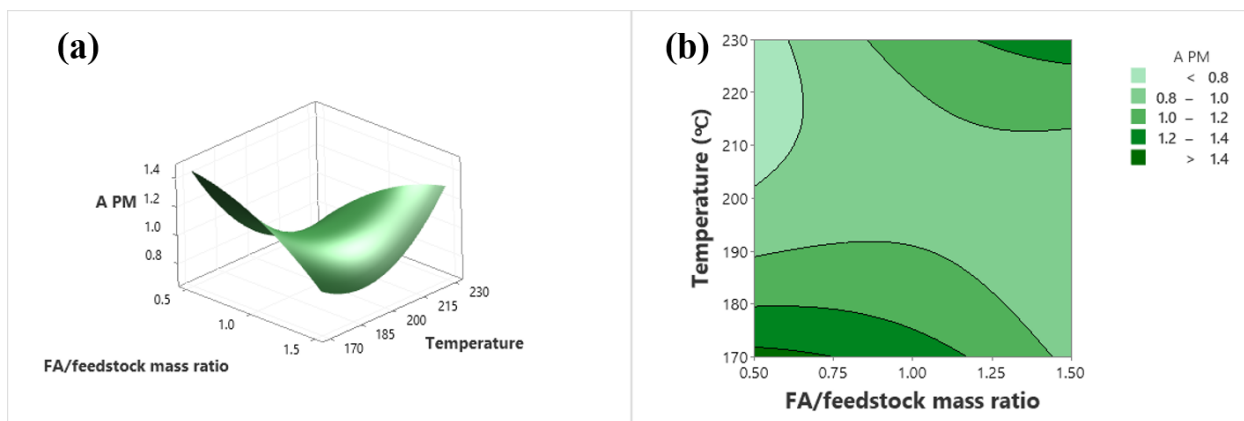 (a)
1.4
1.2
A PM
1.0
0.8
0.5
1.0
1.5
170
185
200
215
230
Temperature
FA/feedstock mass ratio
(b)
230
220
210
200
190
180
170
Temperature (°C)
0.50 0.75 1.00 1.25 1.50
FA/feedstock mass ratio
A PM
< 0.8
0.8 – 1.0
1.0 – 1.2
1.2 – 1.4
> 1.4